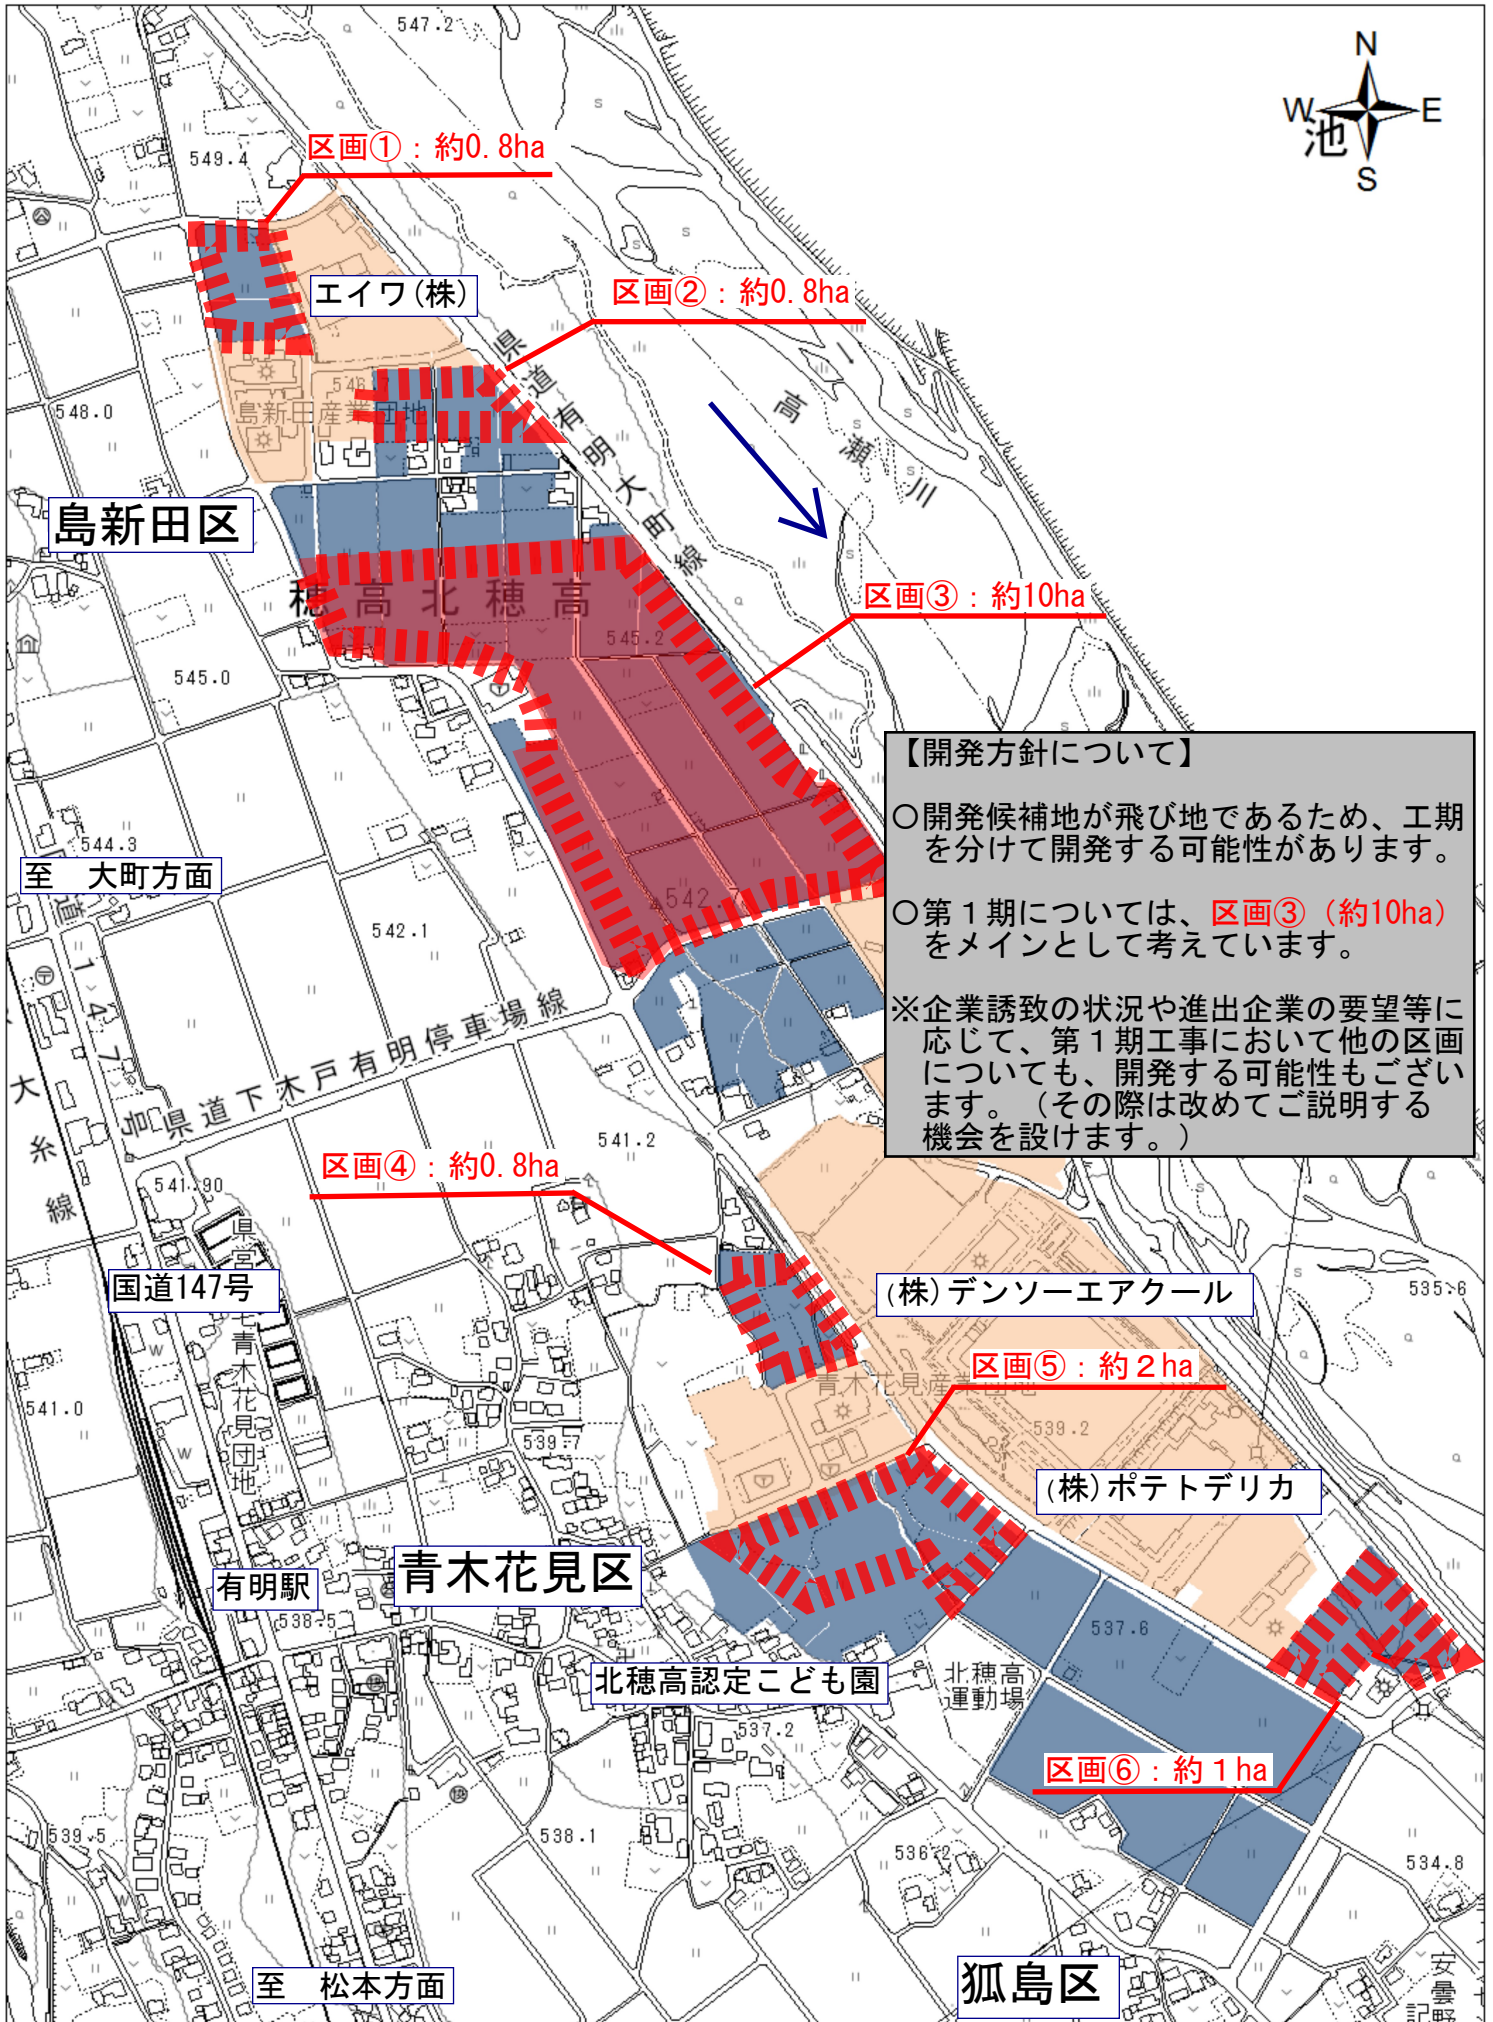 547.2
N
W
E
池
S
区画①：約0.8ha
549.4
エイワ(株)
区画②：約0.8ha
県道有明大町線
高瀬川
546.7
島新田産業団地
548.0
島新田区
穂高北穂高
区画③：約10ha
545.2
545.0
【開発方針について】
○開発候補地が飛び地であるため、工期
を分けて開発する可能性があります。
○第１期については、区画③（約10ha）
をメインとして考えています。
※企業誘致の状況や進出企業の要望等に
応じて、第１期工事において他の区画
についても、開発する可能性もござい
ます。（その際は改めてご説明する
機会を設けます。）
544.3
至　大町方面
542.7
542.1
道147号
県道下木戸有明停車場線
大糸線
541.2
区画④：約0.8ha
541.90
国道147号
青木花見団地
(株)デンソーエアクール
535.6
区画⑤：約２ha
青木花見産業団地
541.0
539.2
539.7
(株)ポテトデリカ
青木花見区
有明駅
538.5
537.6
北穂高認定こども園
北穂高
運動場
537.2
区画⑥：約１ha
539.5
538.1
536.2
534.8
至　松本方面
狐島区
安曇野